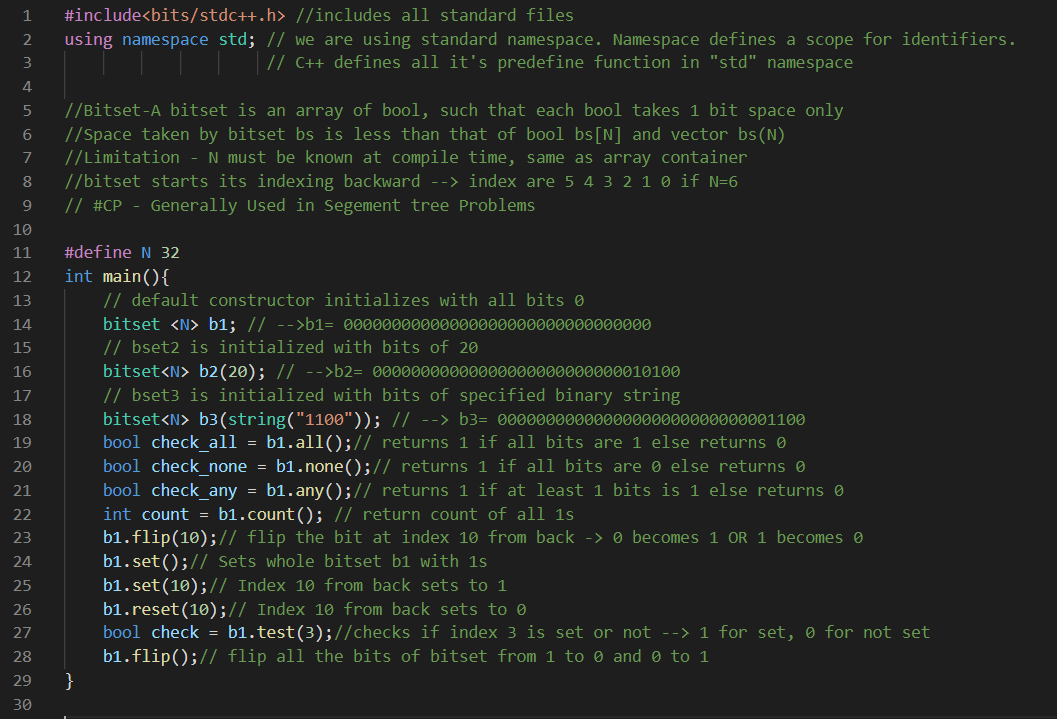 1 #include<bits/stdc++.h> //includes all standard files
2 using namespace std; // we are using standard namespace. Namespace defines a scope for identifiers.
3 // C++ defines all it's predefine function in "std" namespace
4
5 //Bitset-A bitset is an array of bool, such that each bool takes 1 bit space only
6 //Space taken by bitset bs is less than that of bool bs[N] and vector bs(N)
7 //Limitation - N must be known at compile time, same as array container
8 //bitset starts its indexing backward --> index are 5 4 3 2 1 0 if N=6
9 // #CP - Generally Used in Segement tree Problems
10
11 #define N 32
12 int main(){
13 // default constructor initializes with all bits 0
14 bitset <N> b1; // -->b1= 00000000000000000000000000000000
15 // bset2 is initialized with bits of 20
16 bitset<N> b2(20); // -->b2= 00000000000000000000000000010100
17 // bset3 is initialized with bits of specified binary string
18 bitset<N> b3(string("1100")); // --> b3= 00000000000000000000000000001100
19 bool check_all = b1.all();// returns 1 if all bits are 1 else returns 0
20 bool check_none = b1.none();// returns 1 if all bits are 0 else returns 0
21 bool check_any = b1.any();// returns 1 if at least 1 bits is 1 else returns 0
22 int count = b1.count(); // return count of all 1s
23 b1.flip(10);// flip the bit at index 10 from back -> 0 becomes 1 OR 1 becomes 0
24 b1.set();// Sets whole bitset b1 with 1s
25 b1.set(10);// Index 10 from back sets to 1
26 b1.reset(10);// Index 10 from back sets to 0
27 bool check = b1.test(3);//checks if index 3 is set or not --> 1 for set, 0 for not set
28 b1.flip();// flip all the bits of bitset from 1 to 0 and 0 to 1
29 }
30